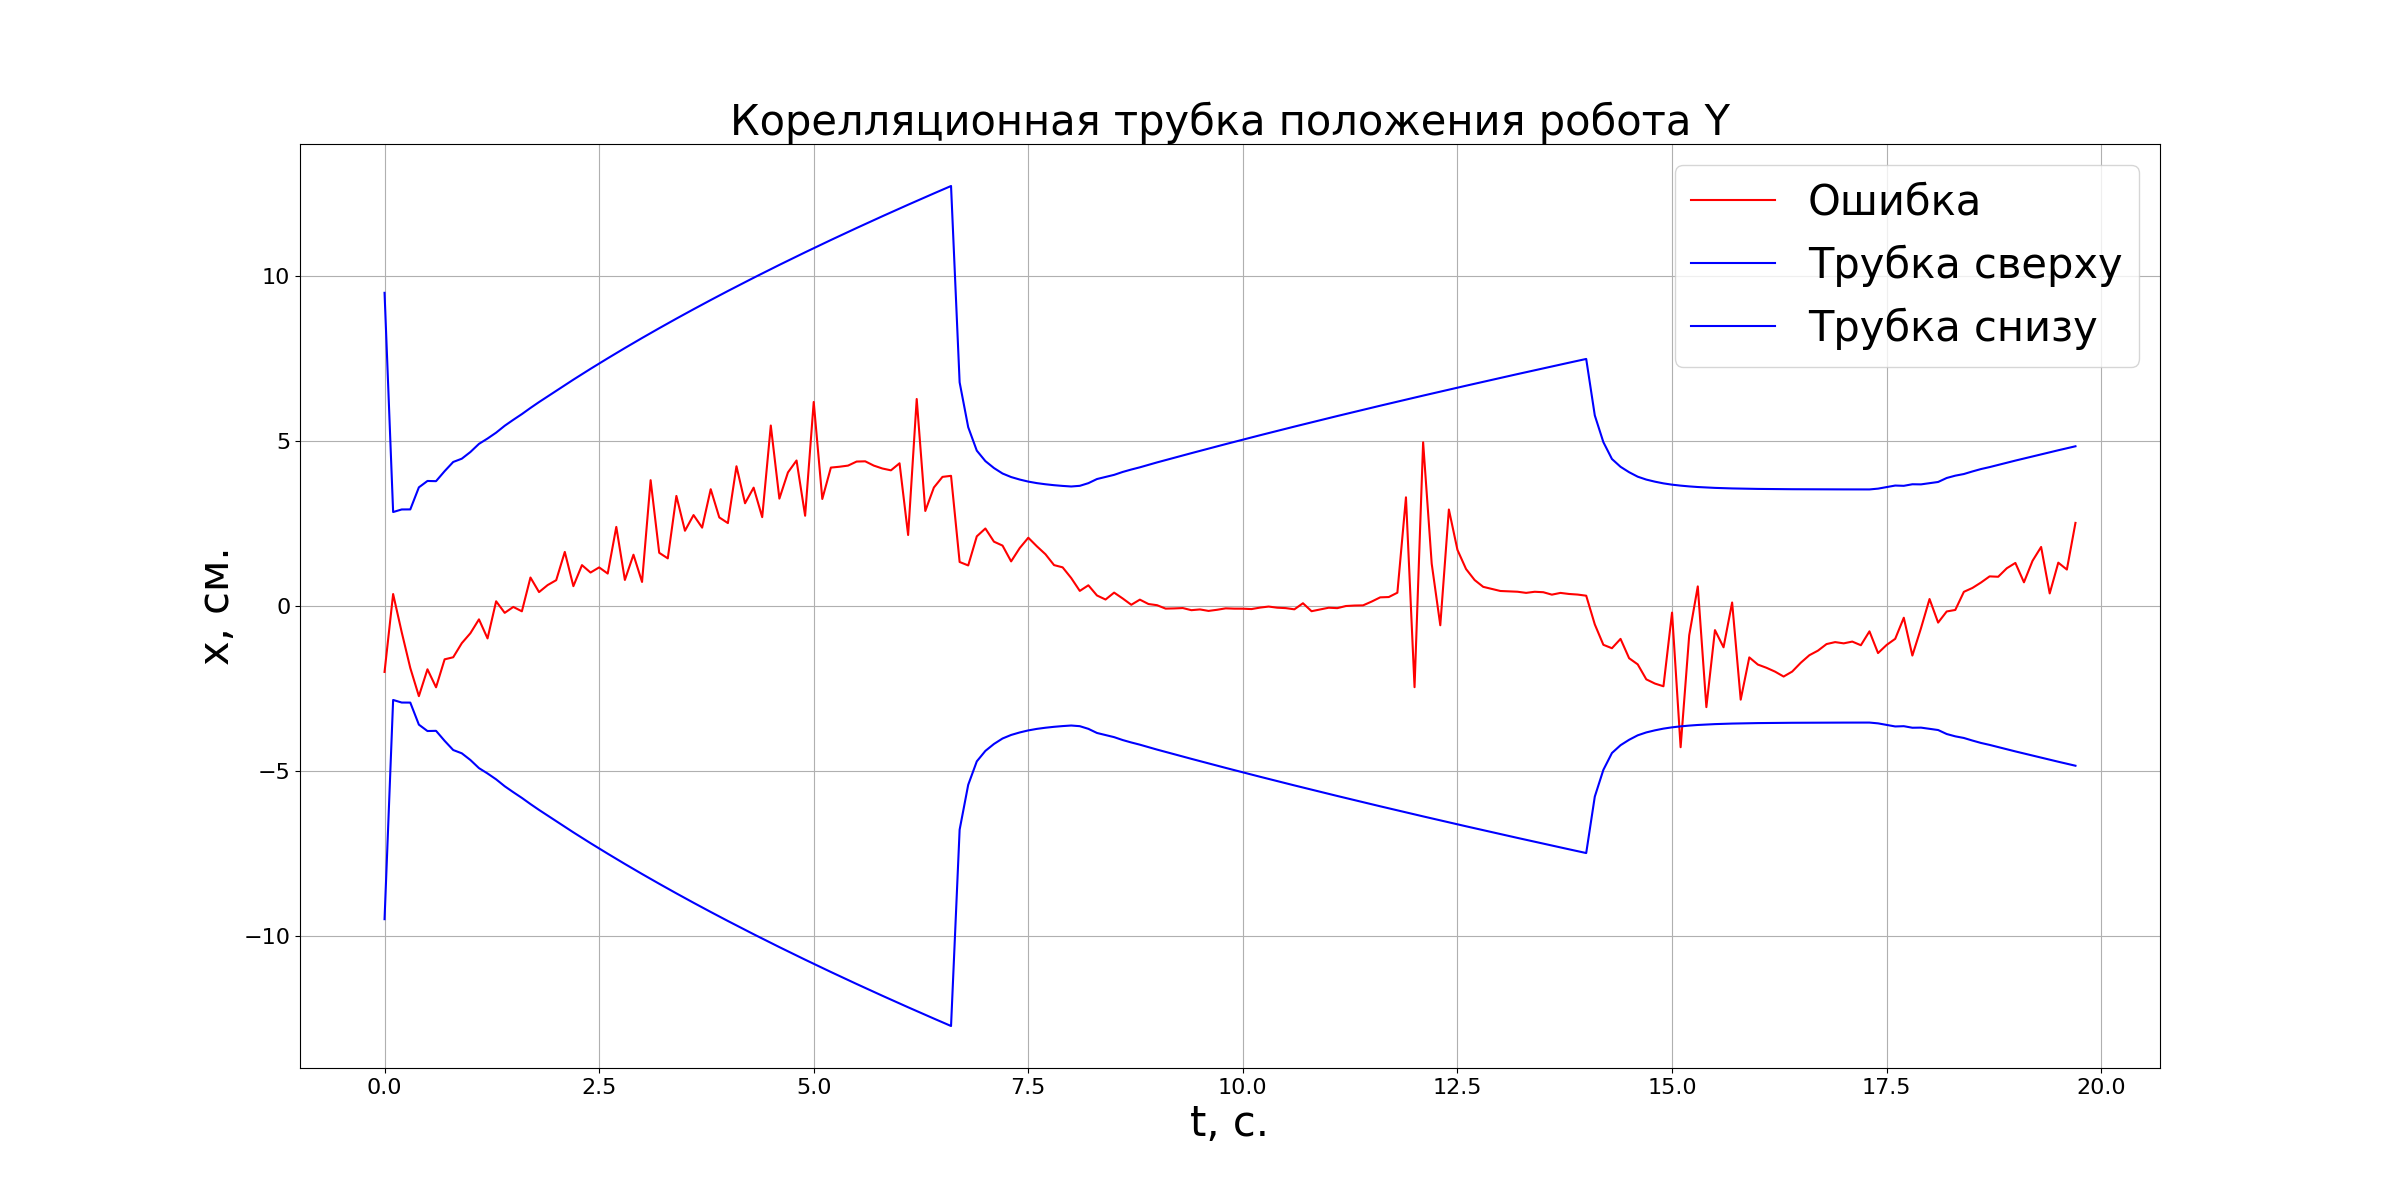 Корелляционная трубка положения робота Y
Ошибка
Трубка сверху
Трубка снизу
10
5
0
−5
−10
x, см.
0.0 2.5 5.0 7.5 10.0 12.5 15.0 17.5 20.0
t, с.